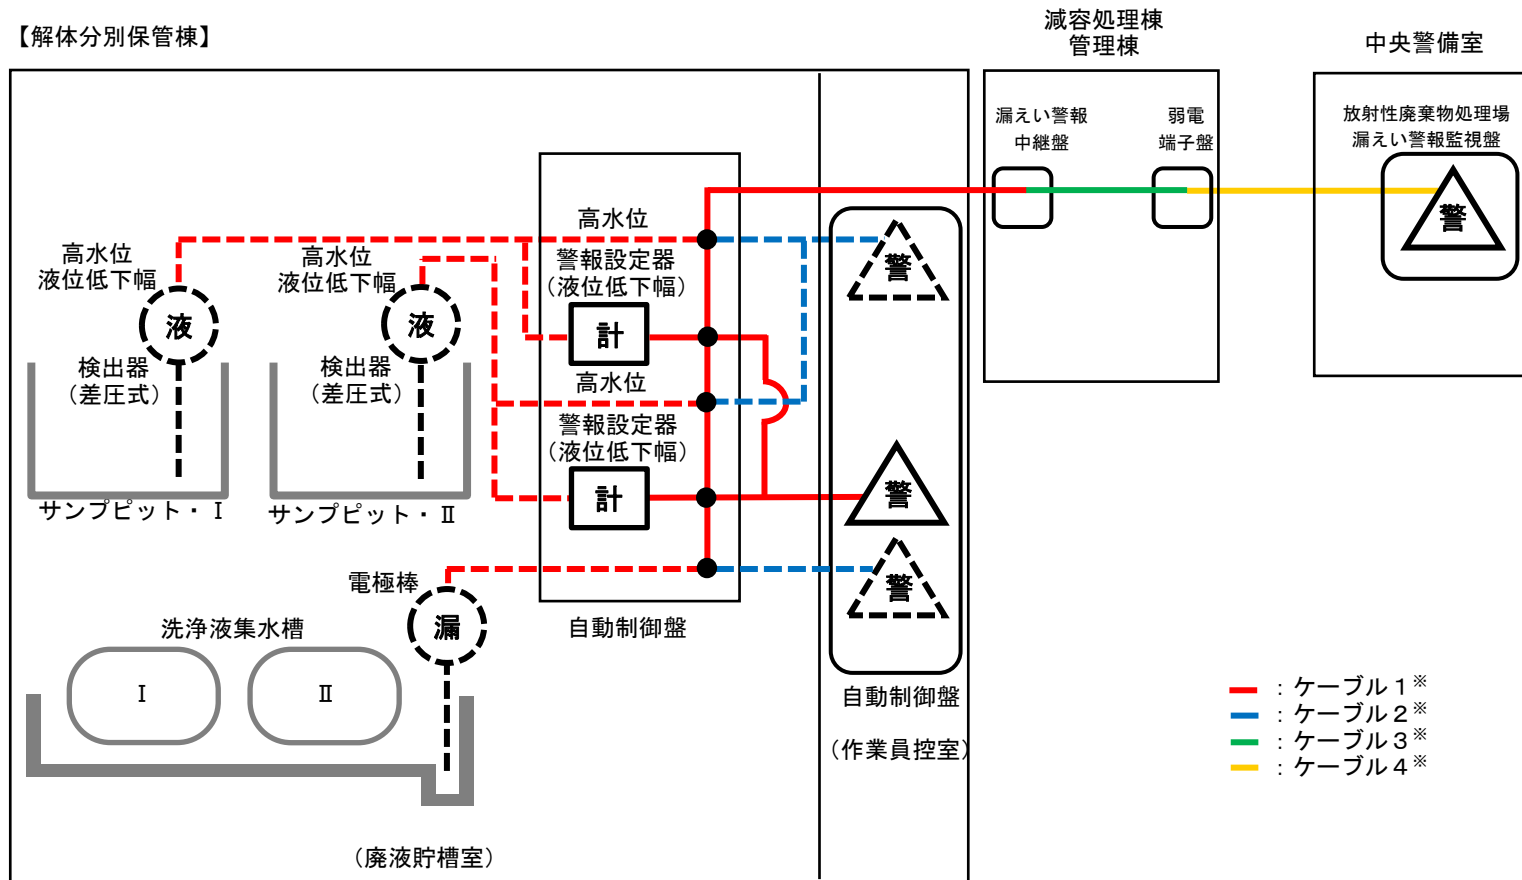 【解体分別保管棟】
減容処理棟
管理棟
中央警備室
漏えい警報
中継盤
弱電
端子盤
放射性廃棄物処理場
漏えい警報監視盤
警
高水位
液位低下幅
液
検出器
（差圧式）
サンプピット・Ⅰ
高水位
液位低下幅
液
検出器
（差圧式）
サンプピット・Ⅱ
高水位
警報設定器
（液位低下幅）
計
高水位
警報設定器
（液位低下幅）
計
自動制御盤
警
警
警
自動制御盤
（作業員控室）
電極棒
漏
洗浄液集水槽
Ⅰ
Ⅱ
（廃液貯槽室）
：ケーブル１※
：ケーブル２※
：ケーブル３※
：ケーブル４※